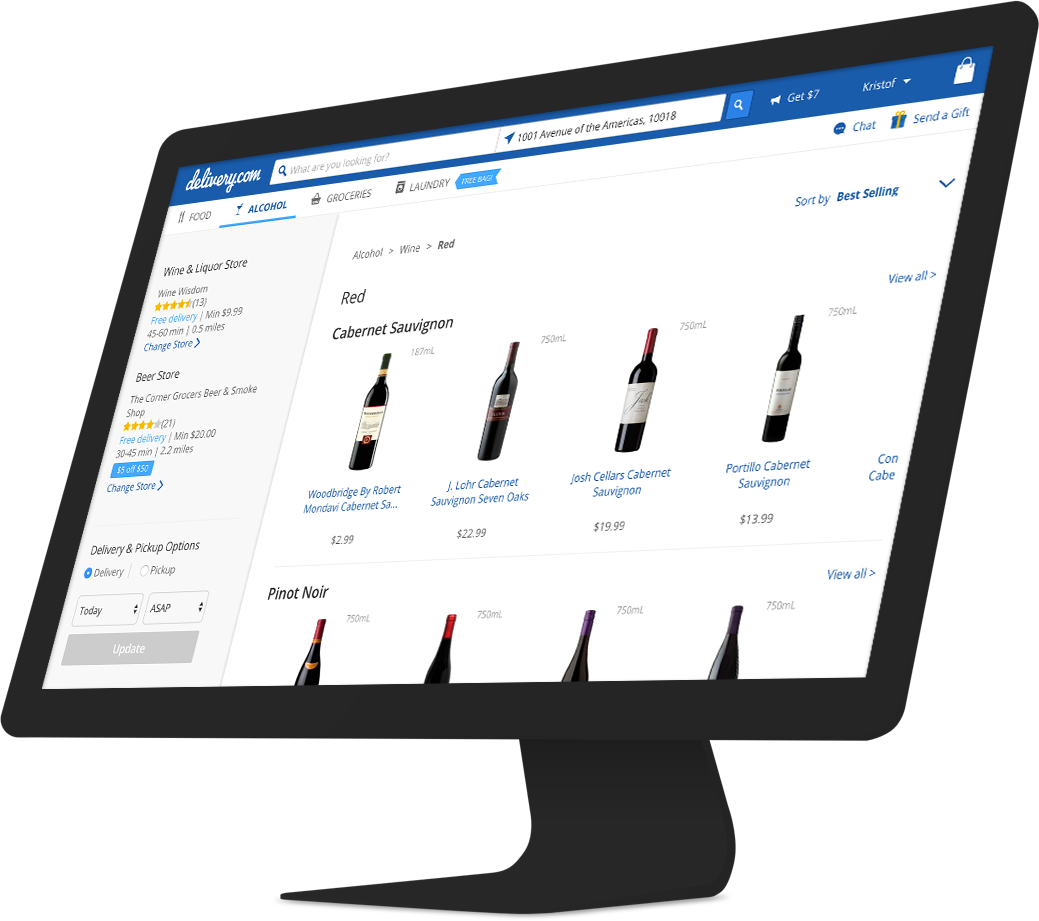 delivery.com
What are you looking for?
1001 Avenue of the Americas, 10018
Get $7
Kristof
FOOD
ALCOHOL
GROCERIES
LAUNDRY
FREE BAG!
Chat
Send a Gift
Sort by Best Selling
Wine & Liquor Store
Wine Wisdom
(13)
Free delivery | Min $9.99
45-60 min | 0.5 miles
Change Store >
Beer Store
The Corner Grocers Beer & Smoke
Shop
(21)
Free delivery | Min $20.00
30-45 min | 2.2 miles
$5 off $50
Change Store >
Delivery & Pickup Options
Delivery
Pickup
Today
ASAP
Update
Alcohol > Wine > Red
Red
View all >
Cabernet Sauvignon
187mL
750mL
750mL
750mL
Woodbridge By Robert
Mondavi Cabernet Sa...
$2.99
J. Lohr Cabernet
Sauvignon Seven Oaks
$22.99
Josh Cellars Cabernet
Sauvignon
$19.99
Portillo Cabernet
Sauvignon
$13.99
Con
Cabe
Pinot Noir
View all >
750mL
750mL
750mL
750mL